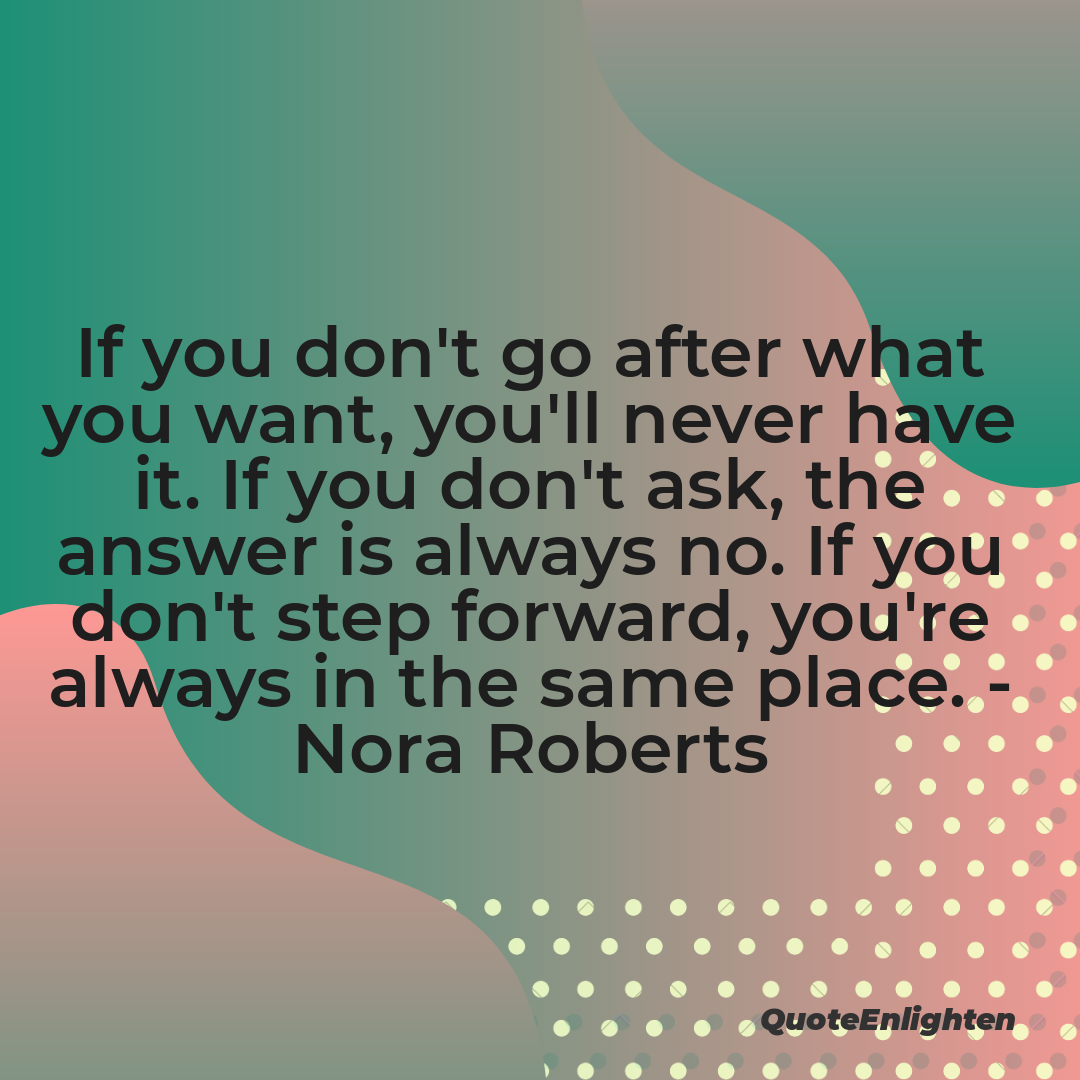 If you don't go after what
you want, you'll never have
it. If you don't ask, the
answer is always no. If you
don't step forward, you're
always in the same place. -
Nora Roberts
QuoteEnlighten